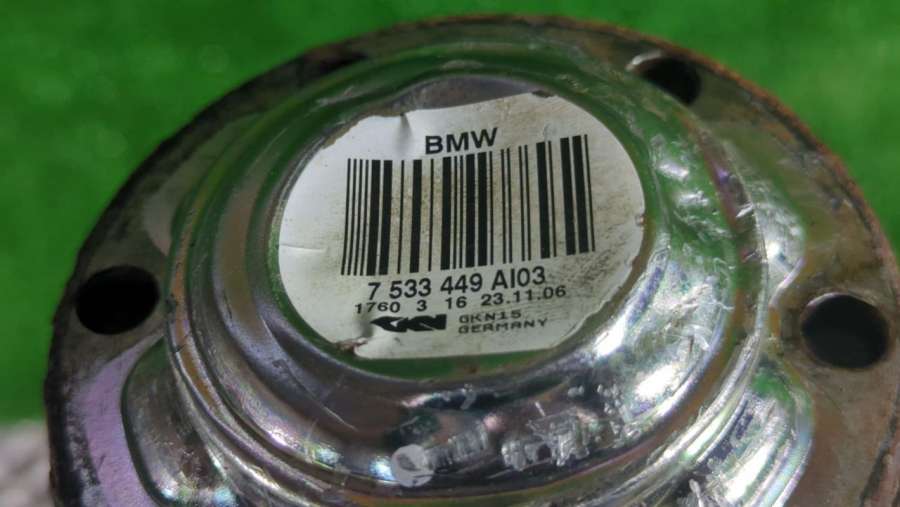 BMW
7 533 449 AI03
1760 3 16 23.11.06
GKN GKN15
GERMANY